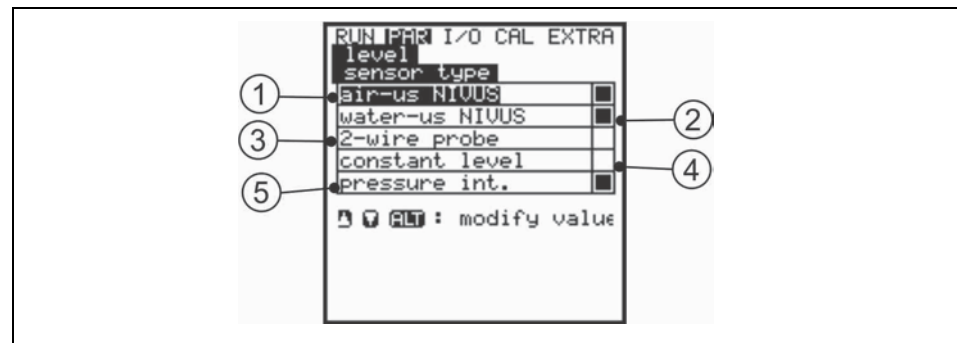 RUN PAR I/O CAL EXTRA
level
sensor type
1 air-us NIVUS
water-us NIVUS 2
3 2-wire probe
constant level 4
5 pressure int.
ALT : modify value